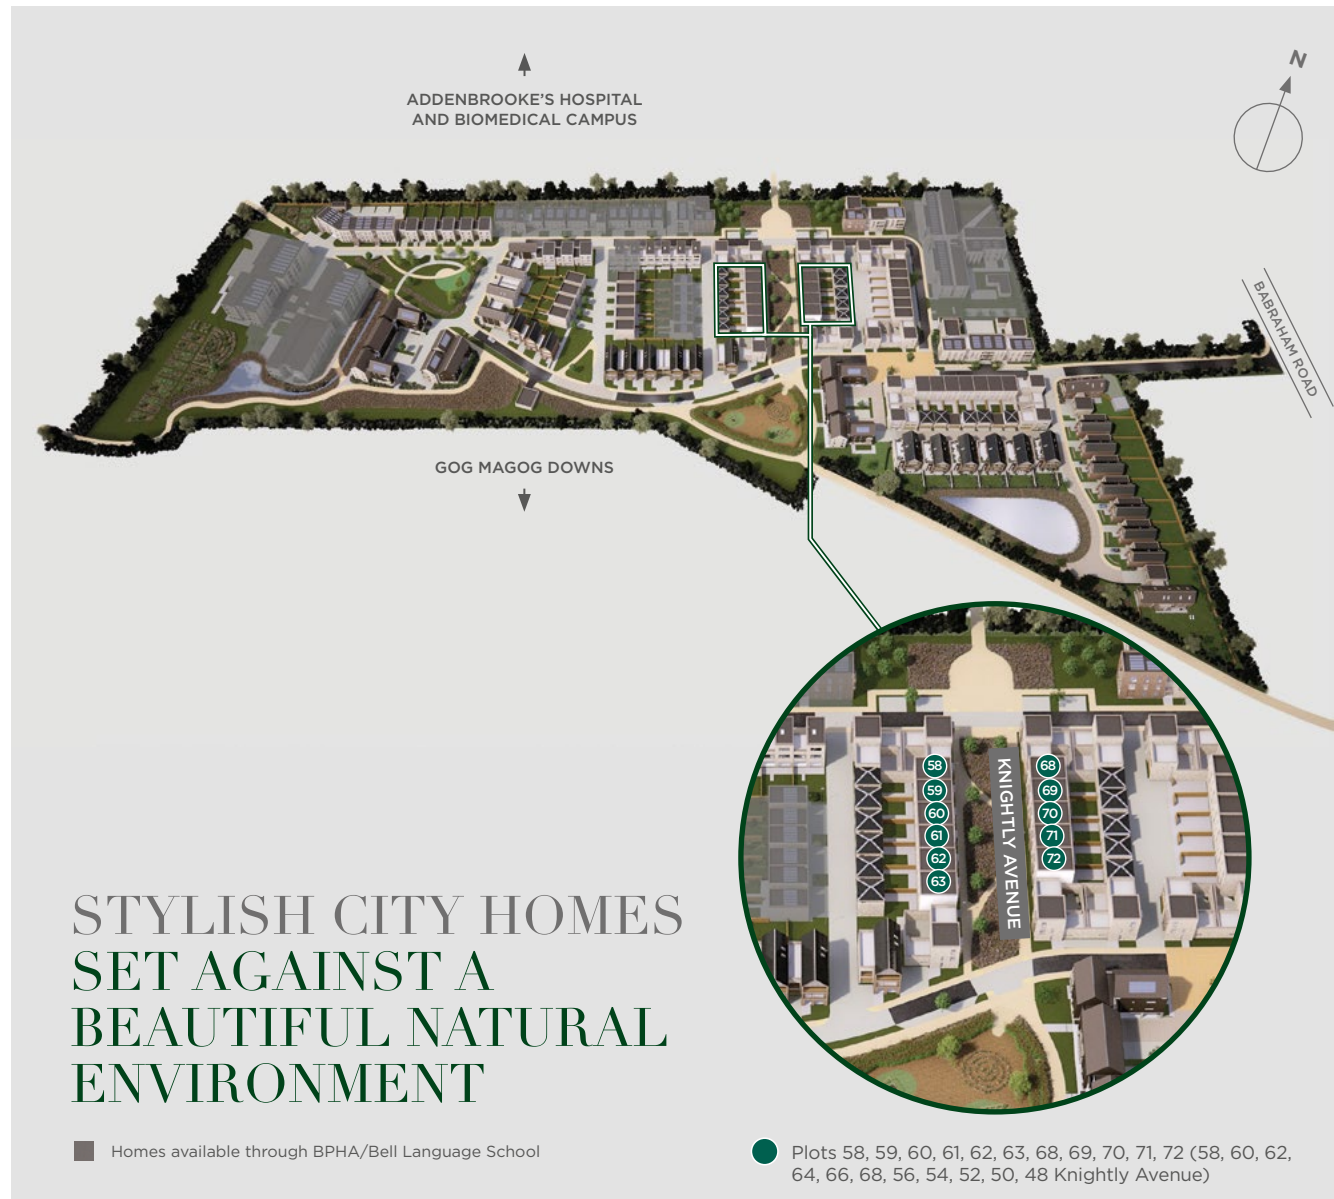 N
ADDENBROOKE'S HOSPITAL
AND BIOMEDICAL CAMPUS
BABRAHAM ROAD
GOG MAGOG DOWNS
58
59
60
61
62
63
KNIGHTLY AVENUE
68
69
70
71
72
STYLISH CITY HOMES
SET AGAINST A
BEAUTIFUL NATURAL
ENVIRONMENT
Homes available through BPHA/Bell Language School
Plots 58, 59, 60, 61, 62, 63, 68, 69, 70, 71, 72 (58, 60, 62,
64, 66, 68, 56, 54, 52, 50, 48 Knightly Avenue)